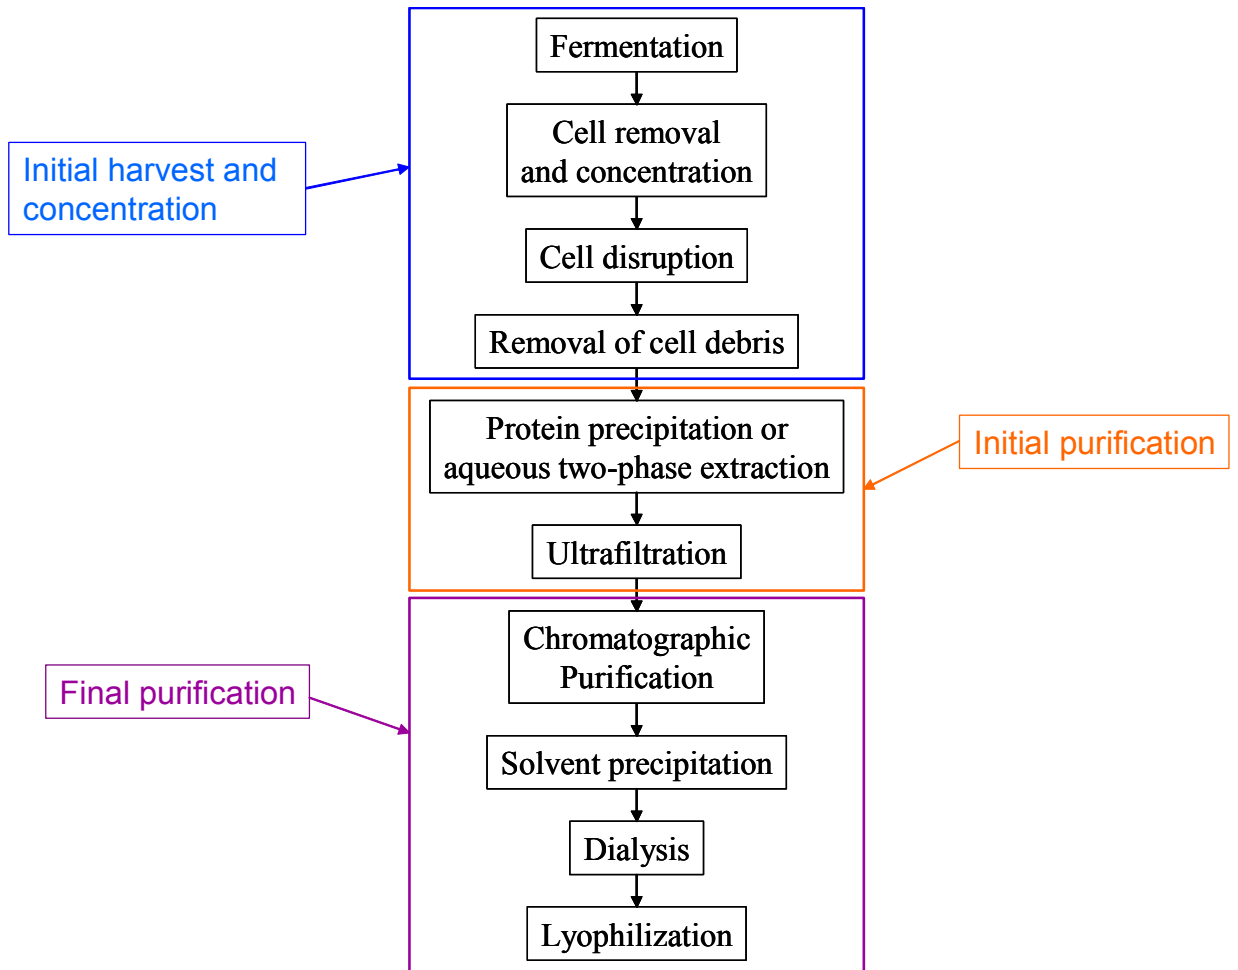 Fermentation
Cell removal
and concentration
Initial harvest and
concentration
Cell disruption
Removal of cell debris
Protein precipitation or
aqueous two-phase extraction
Initial purification
Ultrafiltration
Chromatographic
Purification
Final purification
Solvent precipitation
Dialysis
Lyophilization